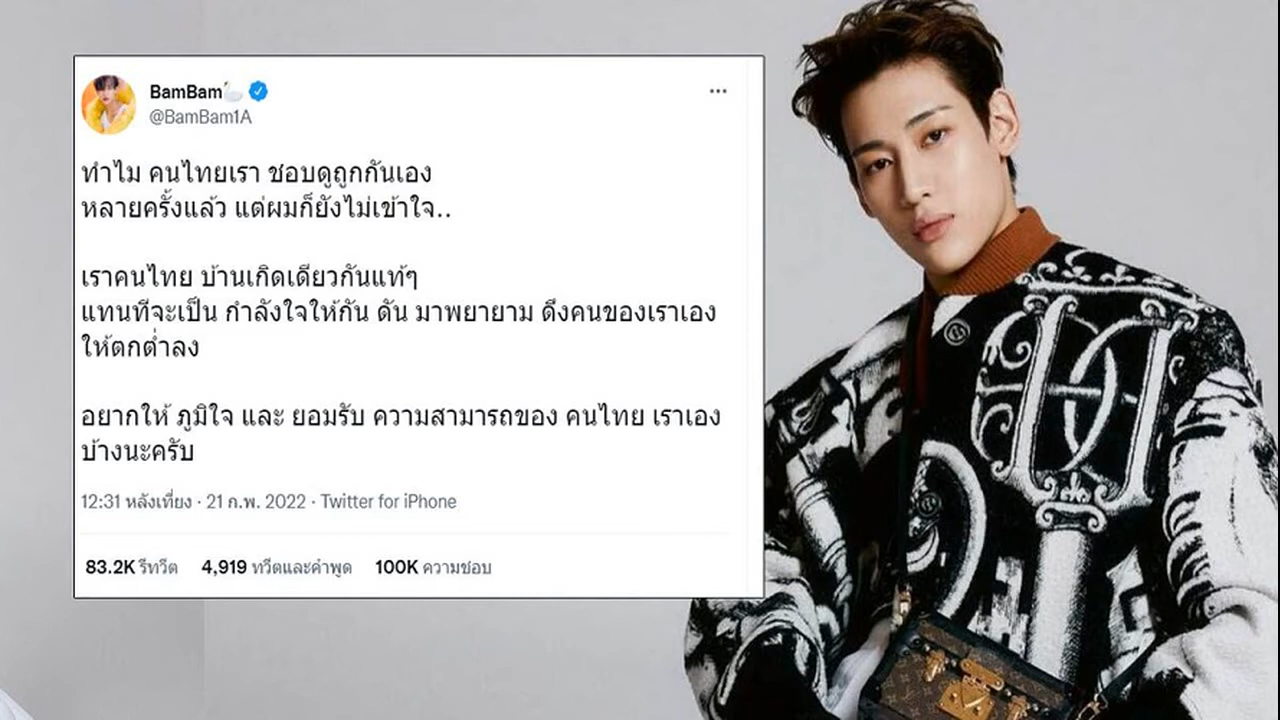 BamBam🦢
@BamBam1A
ทำไม คนไทยเรา ชอบดูถูกกันเอง
หลายครั้งแล้ว แต่ผมก็ยังไม่เข้าใจ..
เราคนไทย บ้านเกิดเดียวกันแท้ๆ
แทนที่จะเป็น กำลังใจให้กัน ดัน มาพยายาม ดึงคนของเราเอง
ให้ตกต่ำลง
อยากให้ ภูมิใจ และ ยอมรับ ความสามารถของ คนไทย เราเอง
บ้างนะครับ
12:31 หลังเที่ยง · 21 ก.พ. 2022 · Twitter for iPhone
83.2K รีทวีต 4,919 ทวีตและคำพูด 100K ความชอบ